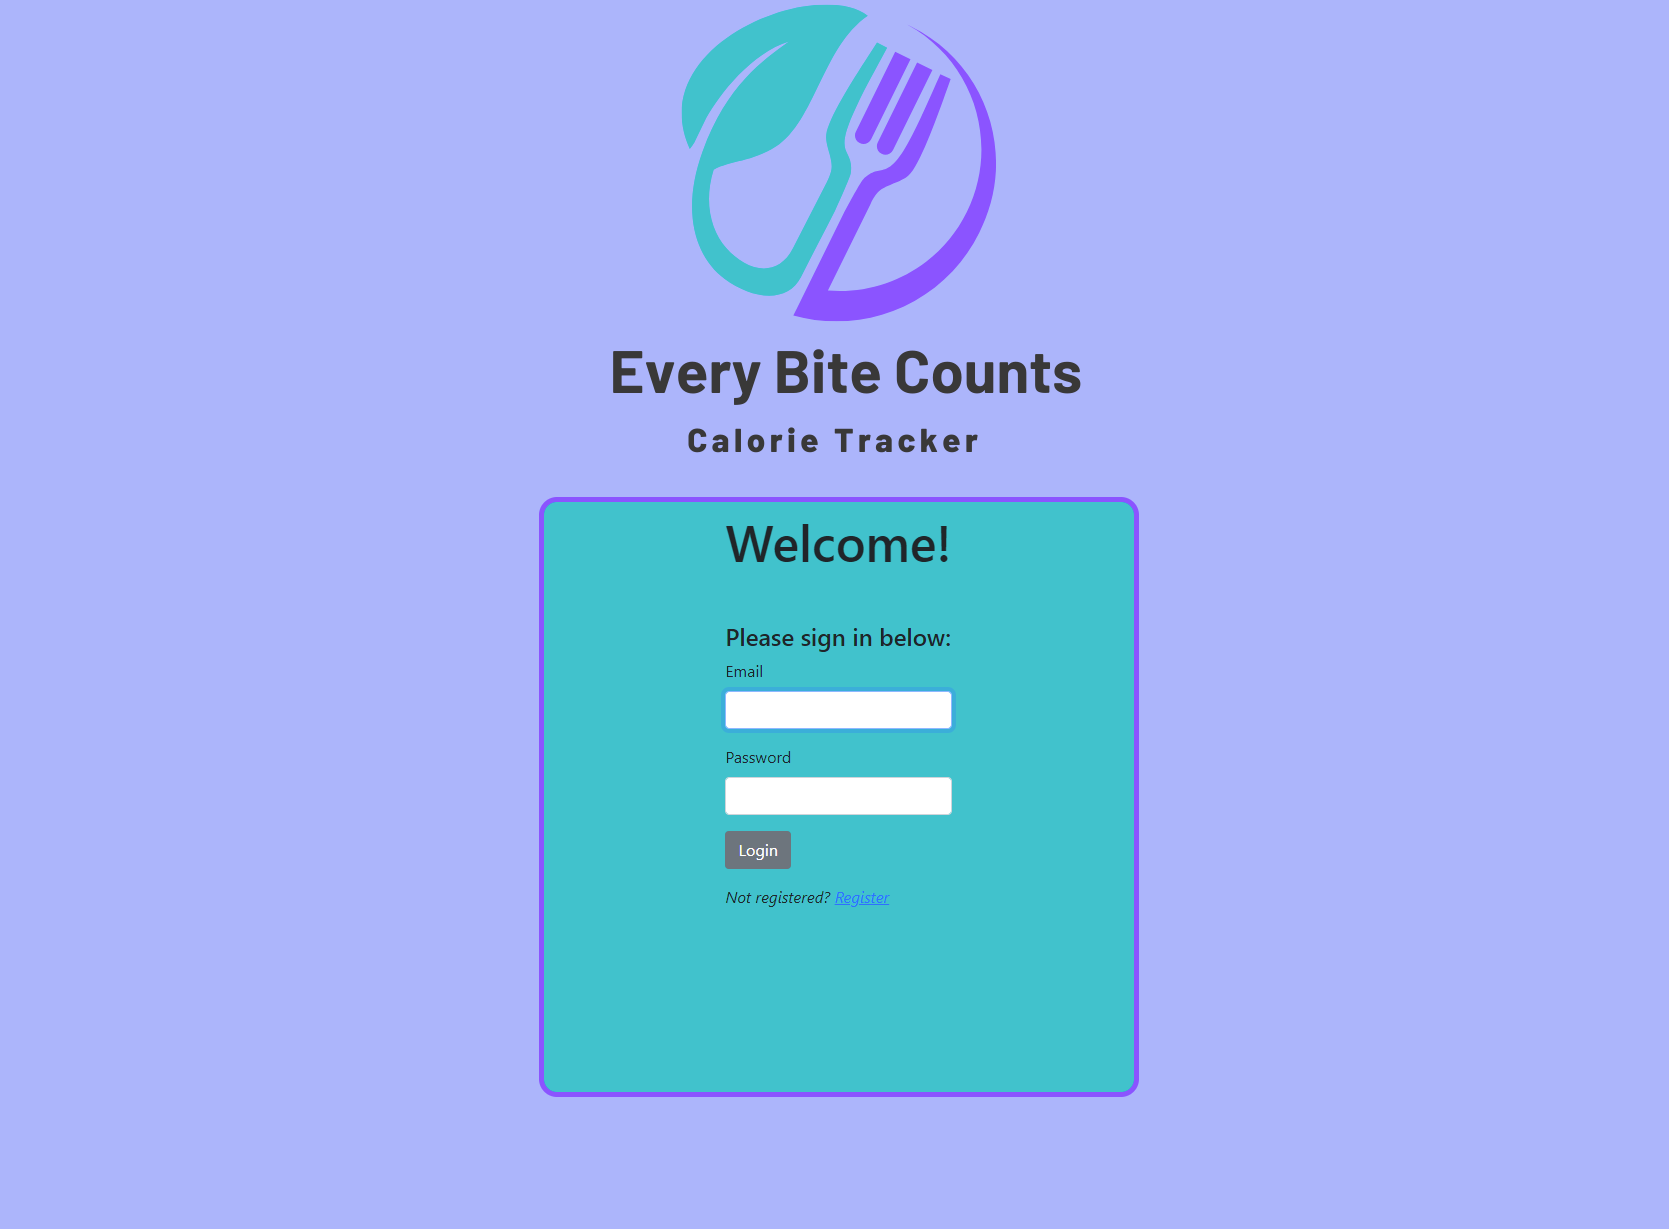 Every Bite Counts
Calorie Tracker
Welcome!
Please sign in below:
Email
Password
Login
Not registered? Register